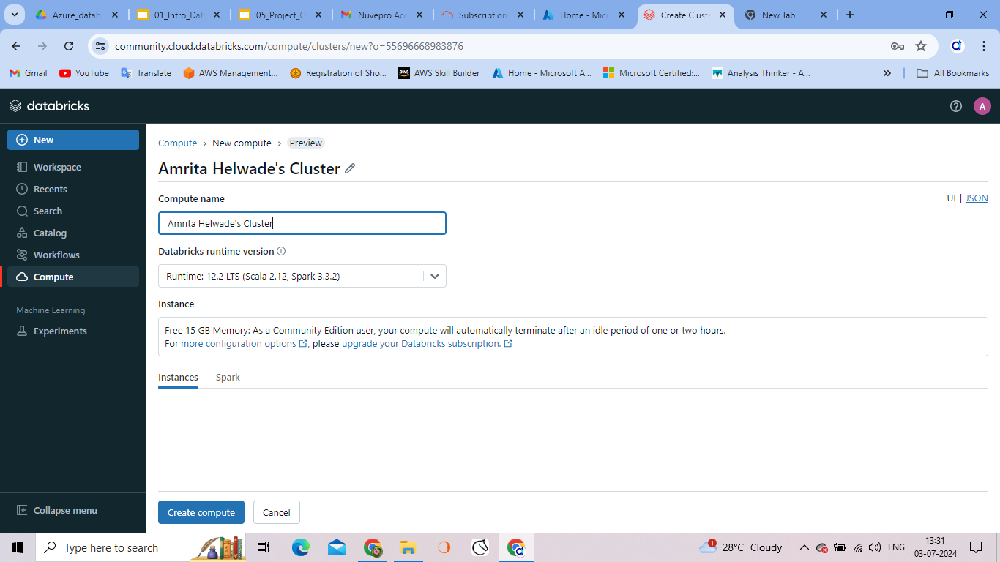 Azure_datab
01_Intro_Dat
05_Project_O
Nuvepro Acc
Subscription
Home - Micr
Create Cluste
New Tab
community.cloud.databricks.com/compute/clusters/new?o=55696668983876
Gmail
YouTube
Translate
AWS Management...
Registration of Sho...
aws
AWS Skill Builder
Home - Microsoft A...
Microsoft Certified:...
Analysis Thinker - A...
All Bookmarks
databricks
A
New
Workspace
Recents
Search
Catalog
Workflows
Compute
Machine Learning
Experiments
Collapse menu
Compute › New compute › Preview
Amrita Helwade's Cluster
Compute name
UI | JSON
Amrita Helwade's Cluster
Databricks runtime version
Runtime: 12.2 LTS (Scala 2.12, Spark 3.3.2)
Instance
Free 15 GB Memory: As a Community Edition user, your compute will automatically terminate after an idle period of one or two hours.
For more configuration options, please upgrade your Databricks subscription.
Instances
Spark
Create compute
Cancel
Type here to search
1
28°C Cloudy
ENG
13:31
03-07-2024